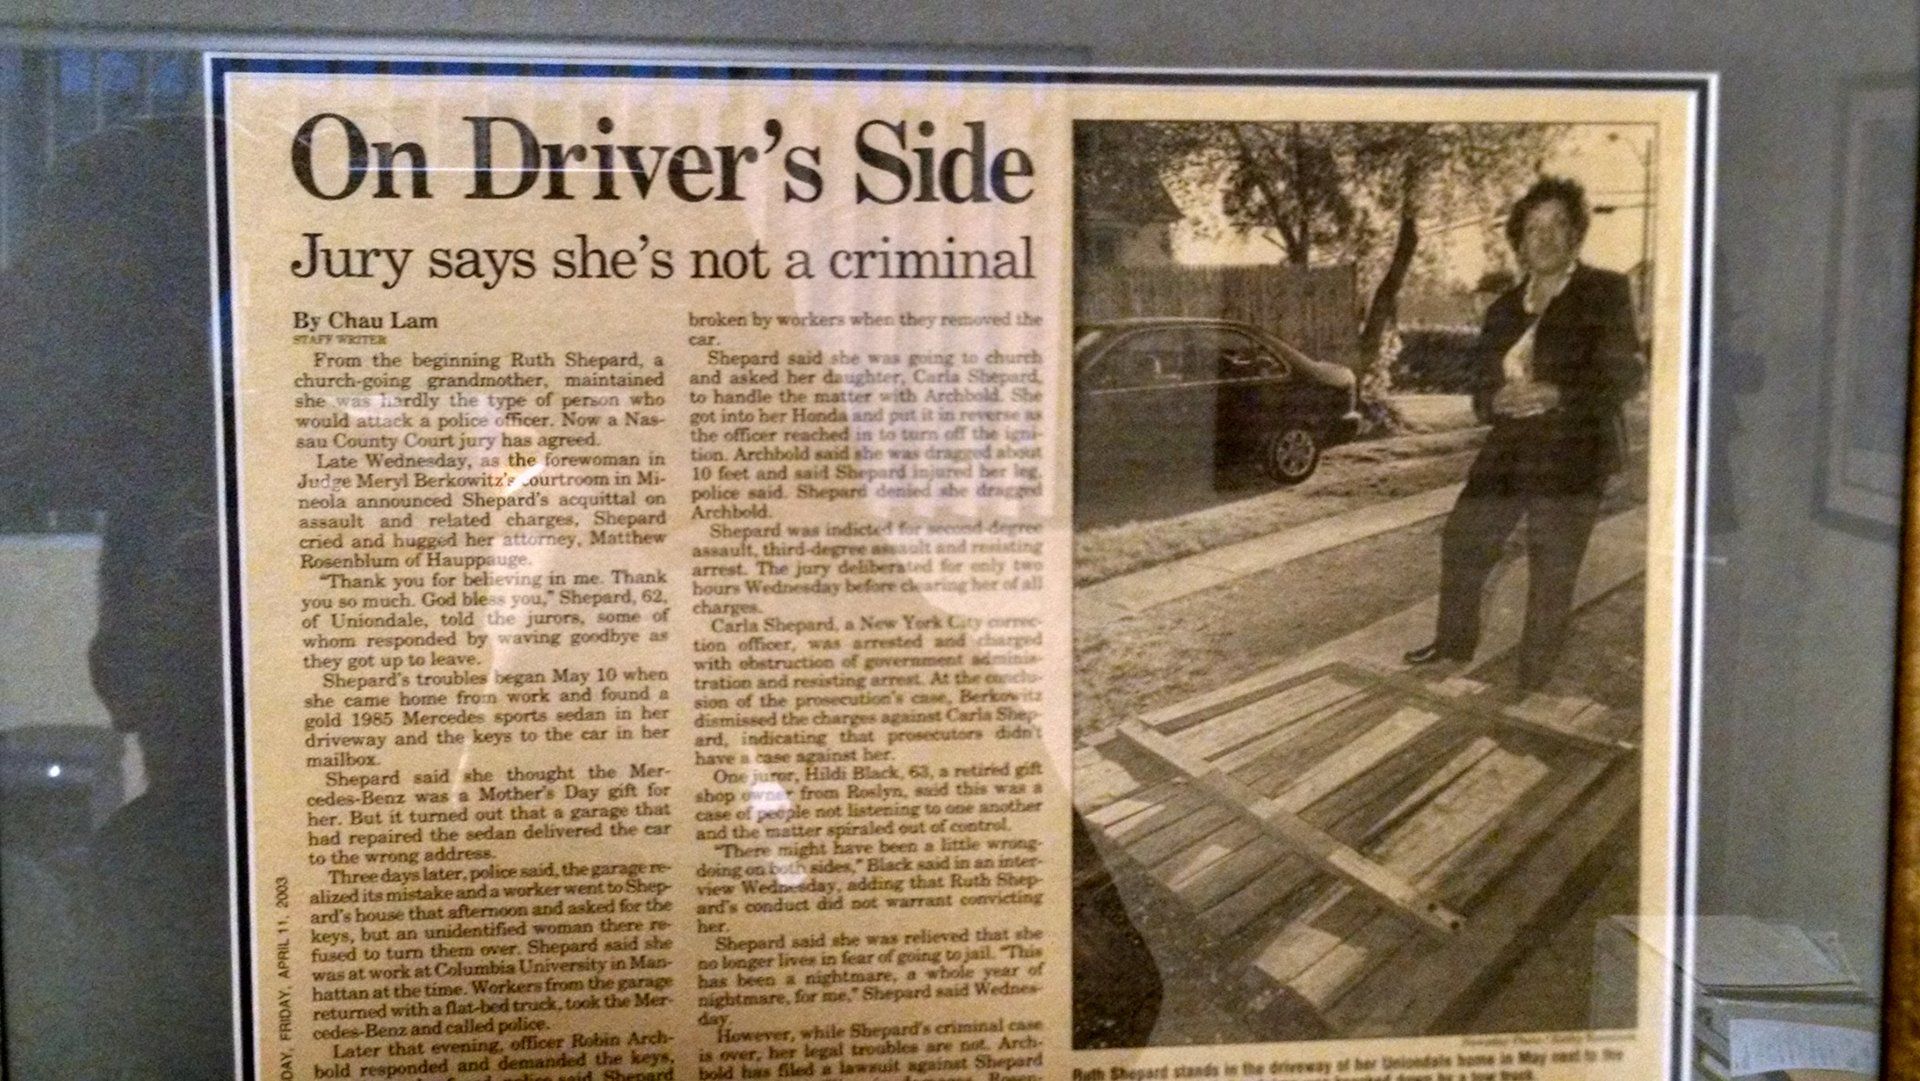 On Driver's Side
Jury says she's not a criminal
By Chau Lam
STAFF WRITER
From the beginning Ruth Shepard, a
church-going grandmother, maintained
she was hardly the type of person who
would attack a police officer. Now a Nas-
sau County Court jury has agreed.
Late Wednesday, as the forewoman in
Judge Meryl Berkowitz's courtroom in Mi-
neola announced Shepard's acquittal on
assault and related charges, Shepard
cried and hugged her attorney, Matthew
Rosenblum of Hauppauge.
"Thank you for believing in me. Thank
you so much. God bless you," Shepard, 62,
of Uniondale, told the jurors, some of
whom responded by waving goodbye as
they got up to leave.
Shepard's troubles began May 10 when
she came home from work and found a
gold 1985 Mercedes sports sedan in her
driveway and the keys to the car in her
mailbox.
Shepard said she thought the Mer-
cedes-Benz was a Mother's Day gift for
her. But it turned out that a garage that
had repaired the sedan delivered the car
to the wrong address.
Three days later, police said, the garage re-
alized its mistake and a worker went to Shep-
ard's house that afternoon and asked for the
keys, but an unidentified woman there re-
fused to turn them over. Shepard said she
was at work at Columbia University in Man-
hattan at the time. Workers from the garage
returned with a flat-bed truck, took the Mer-
cedes-Benz and called police.
Later that evening, officer Robin Arch-
bold responded and demanded the keys,
police said. Shepard
broken by workers when they removed the
car.
Shepard said she was going to church
and asked her daughter, Carla Shepard,
to handle the matter with Archbold. She
got into her Honda and put it in reverse as
the officer reached in to turn off the igni-
tion. Archbold said she was dragged about
10 feet and said Shepard injured her leg,
police said. Shepard denied she dragged
Archbold.
Shepard was indicted for second-degree
assault, third-degree assault and resisting
arrest. The jury deliberated for only two
hours Wednesday before clearing her of all
charges.
Carla Shepard, a New York City correc-
tion officer, was arrested and charged
with obstruction of government adminis-
tration and resisting arrest. At the conclu-
sion of the prosecution's case, Berkowitz
dismissed the charges against Carla Shep-
ard, indicating that prosecutors didn't
have a case against her.
One juror, Hildi Black, 63, a retired gift
shop owner from Roslyn, said this was a
case of people not listening to one another
and the matter spiraled out of control.
"There might have been a little wrong-
doing on both sides," Black said in an inter-
view Wednesday, adding that Ruth Shep-
ard's conduct did not warrant convicting
her.
Shepard said she was relieved that she
no longer lives in fear of going to jail. "This
has been a nightmare, a whole year of
nightmare, for me," Shepard said Wednes-
day.
However, while Shepard's criminal case
is over, her legal troubles are not. Arch-
bold has filed a lawsuit against Shepard
Ruth Shepard stands in the driveway of her Uniondale home in May next to the
DAY, FRIDAY, APRIL 11, 2003